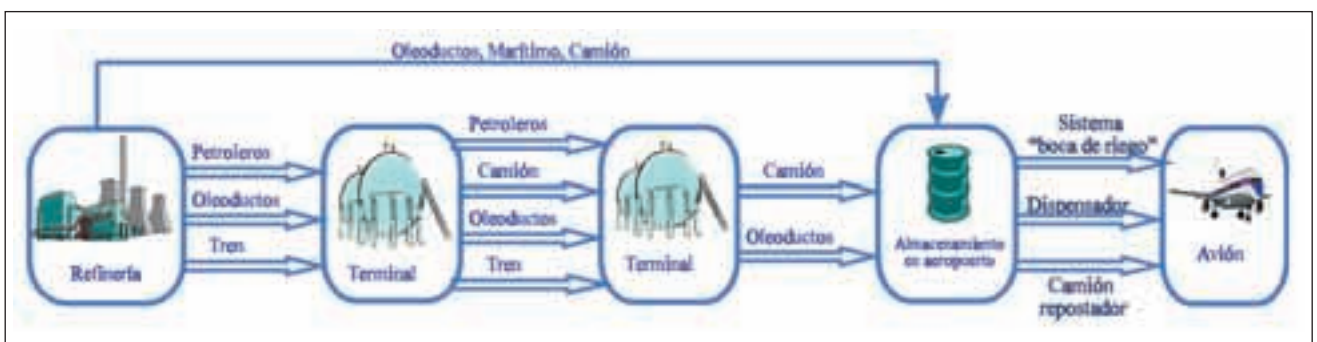 Oleoductos, Marítimo, Camión
Petroleros
Oleoductos
Tren
Refinería
Petroleros
Camión
Oleoductos
Tren
Terminal
Terminal
Camión
Oleoductos
Almacenamiento
en aeropuerto
Sistema
"boca de riego"
Dispensador
Camión
repostador
Avión